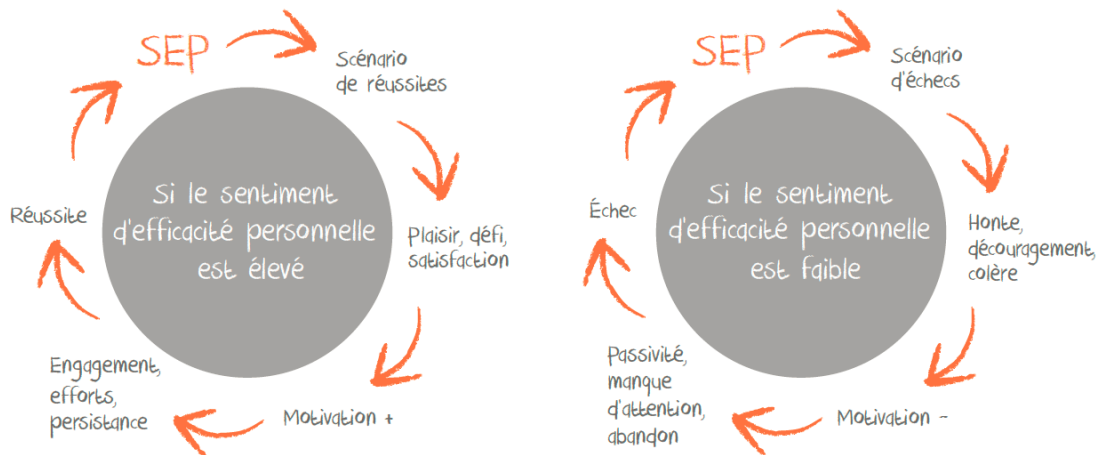 SEP
Scénario
de réussites
Si le sentiment
d'efficacité personnelle
est élevé
Plaisir, défi,
satisfaction
Motivation +
Engagement,
efforts,
persistance
Réussite
SEP
Scénario
d'échecs
Si le sentiment
d'efficacité personnelle
est faible
Honte,
découragement,
colère
Motivation -
Passivité,
manque
d'attention,
abandon
Échec